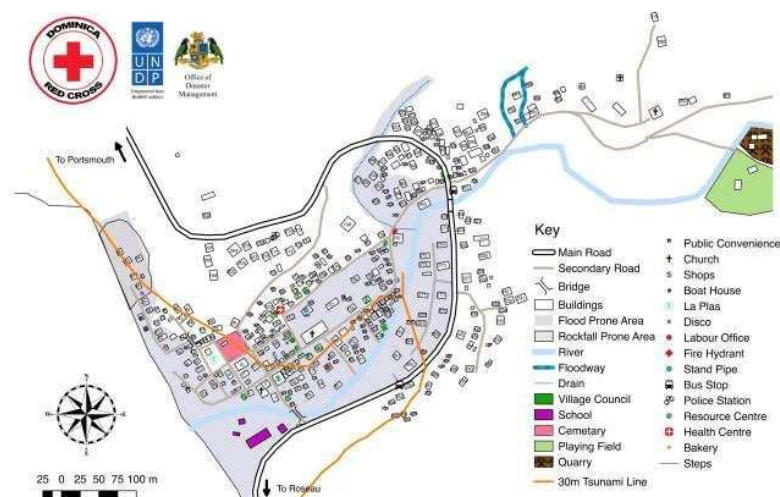 DOMINICA
RED CROSS
U N
D P
Office of
Disaster
Management
To Portsmouth
To Roseau
25 0 25 50 75 100 m
Key
Main Road
Secondary Road
Bridge
Buildings
Flood Prone Area
Rockfall Prone Area
River
Floodway
Drain
Village Council
School
Cemetary
Playing Field
Quarry
30m Tsunami Line
Public Convenience
Church
Shops
Boat House
La Plas
Disco
Labour Office
Fire Hydrant
Stand Pipe
Bus Stop
Police Station
Resource Centre
Health Centre
Bakery
Steps